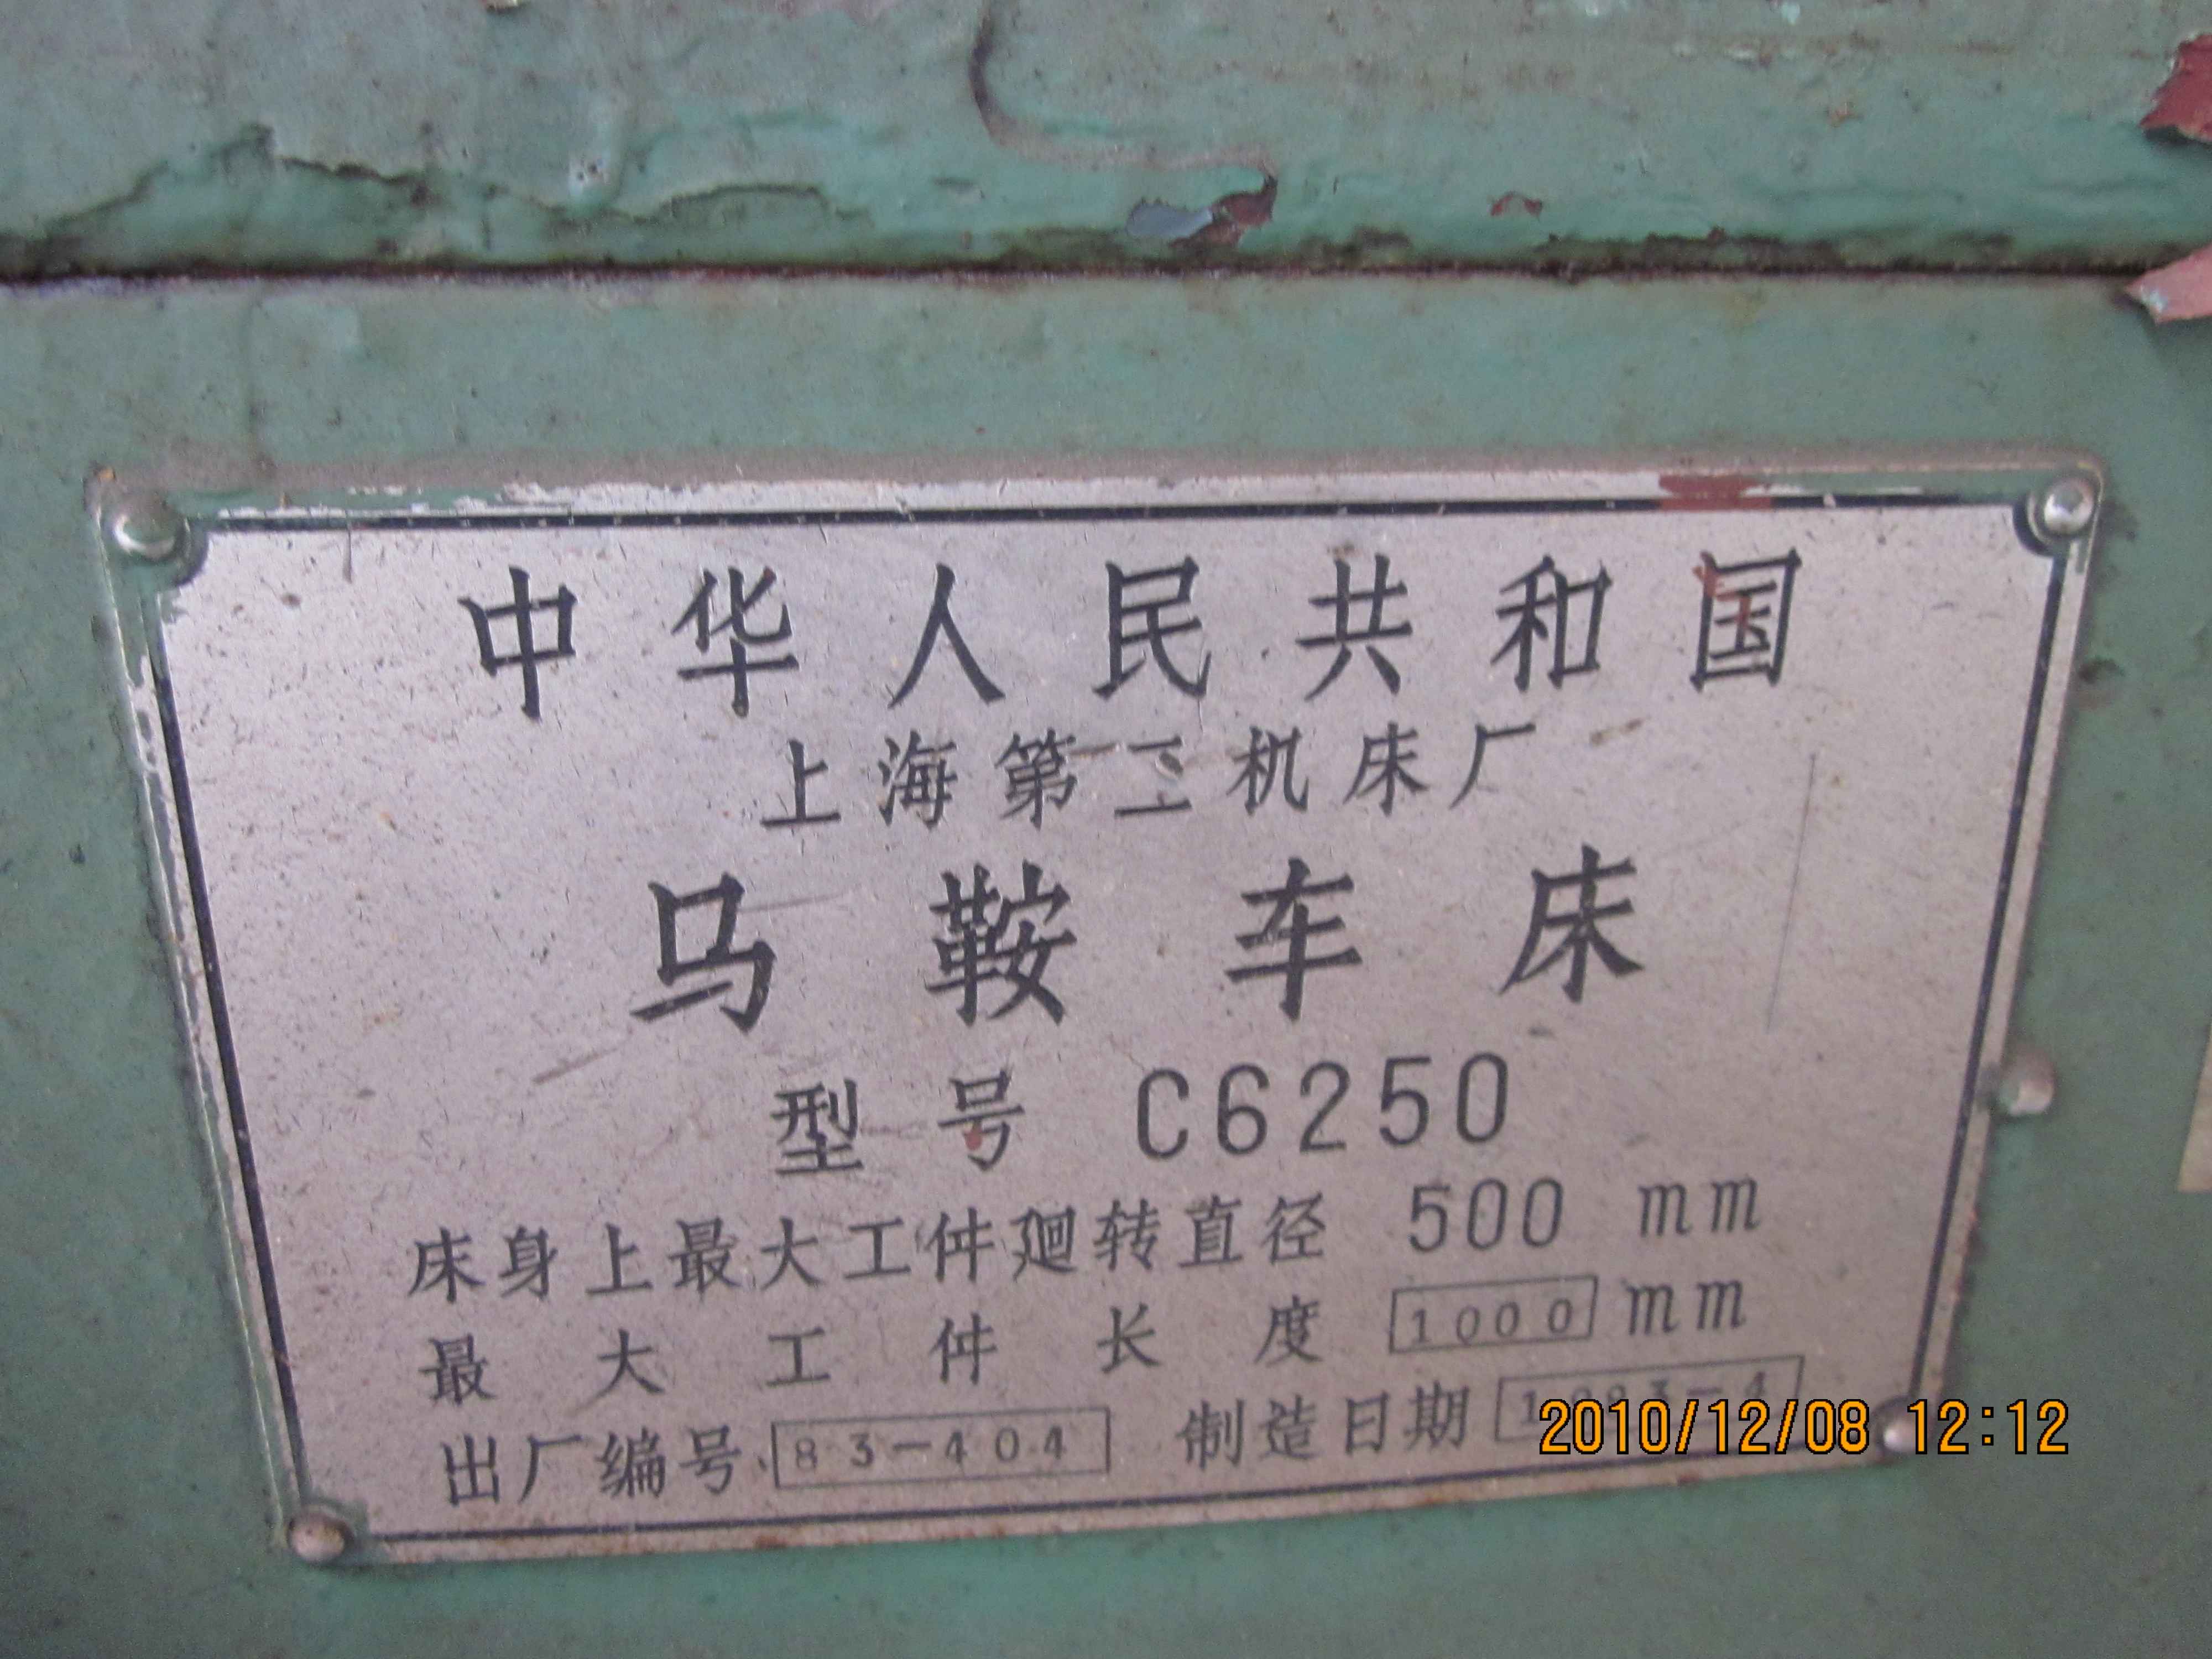 中华人民共和国
上海第三机床厂
马鞍车床
型号 C6250
床身上最大工件廻转直径 500 mm
最大工件长度 1000 mm
出厂编号 83-404 制造日期 1983-4
2010/12/08 12:12